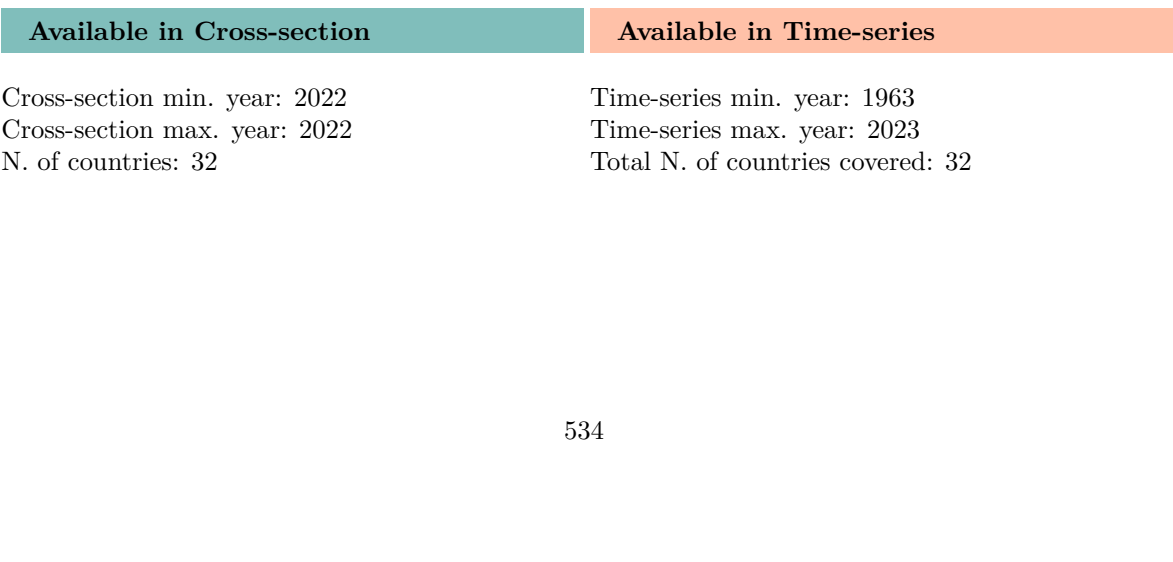 Available in Cross-section
Available in Time-series
Cross-section min. year: 2022
Cross-section max. year: 2022
N. of countries: 32
Time-series min. year: 1963
Time-series max. year: 2023
Total N. of countries covered: 32
534